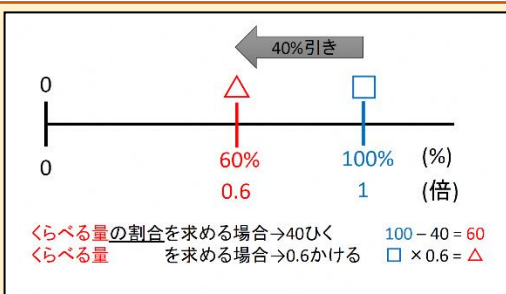 40%引き
0 △ □
0 60% 100% (%)
0.6 1 (倍)
くらべる量の割合を求める場合→40ひく 100 – 40 = 60
くらべる量 を求める場合→0.6かける □ × 0.6 = △